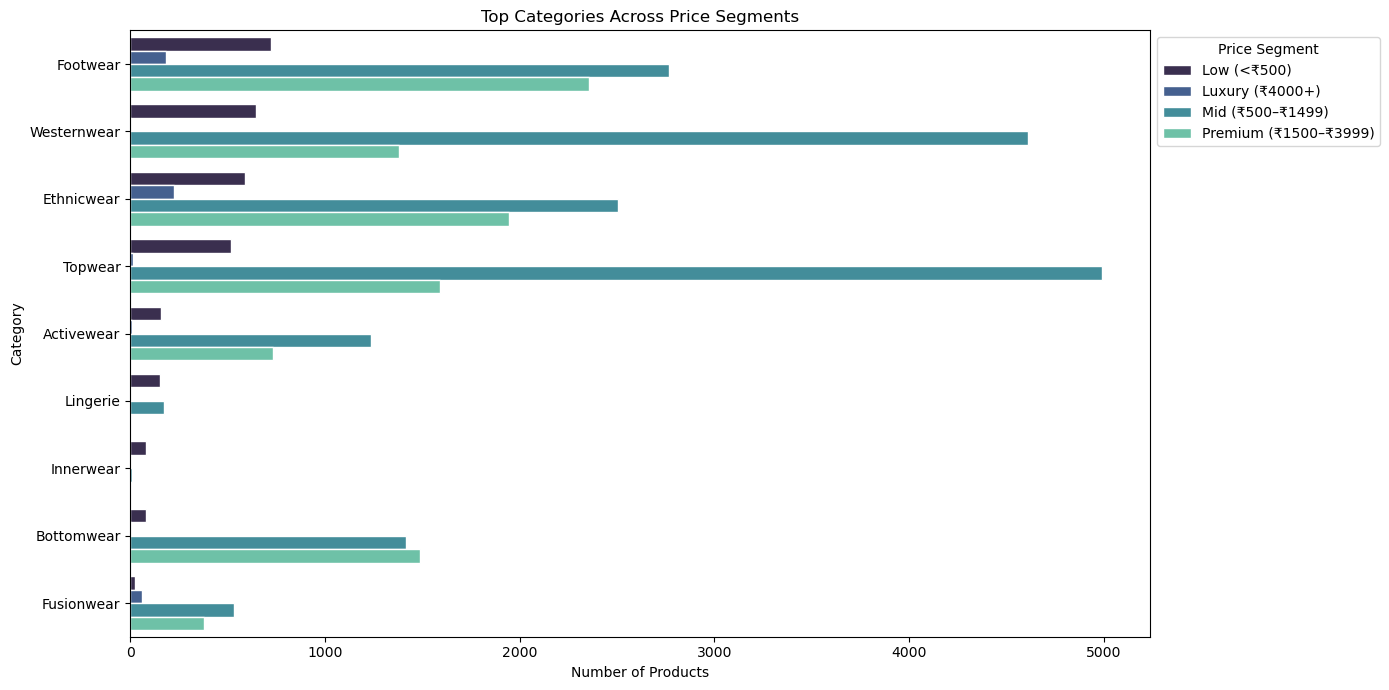 Top Categories Across Price Segments
Price Segment
Low (<₹500)
Luxury (₹4000+)
Mid (₹500–₹1499)
Premium (₹1500–₹3999)
Category
Footwear
Westernwear
Ethnicwear
Topwear
Activewear
Lingerie
Innerwear
Bottomwear
Fusionwear
0 1000 2000 3000 4000 5000
Number of Products